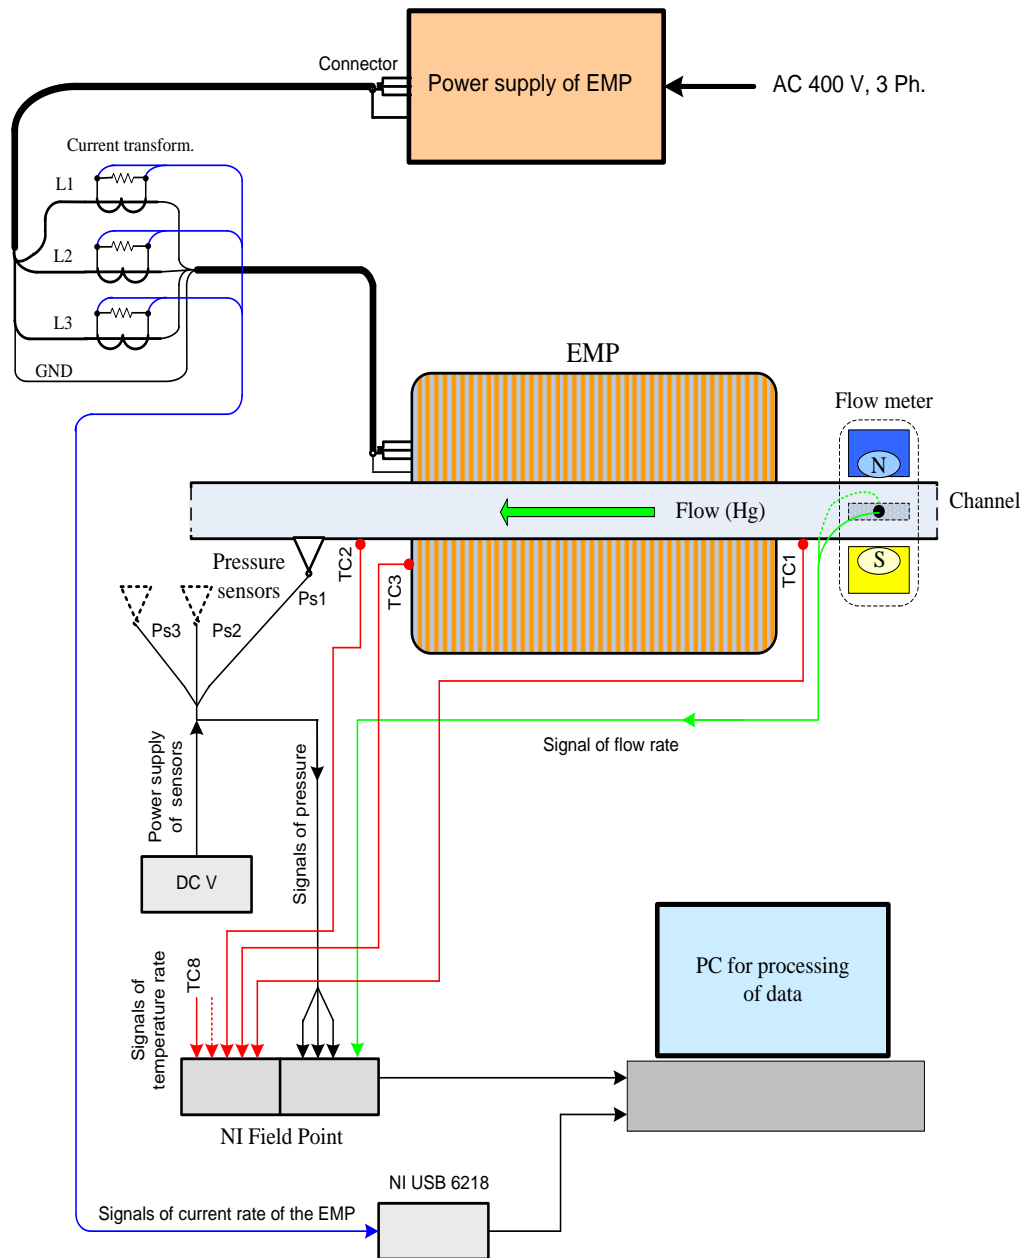 Connector
Power supply of EMP
AC 400 V, 3 Ph.
Current transform.
L1
L2
L3
GND
EMP
Flow meter
N
Flow (Hg)
Channel
S
Pressure
sensors
TC2
TC3
TC1
Ps1
Ps3
Ps2
Signal of flow rate
Power supply
of sensors
Signals of pressure
DC V
TC8
Signals of
temperature rate
PC for processing
of data
NI Field Point
NI USB 6218
Signals of current rate of the EMP